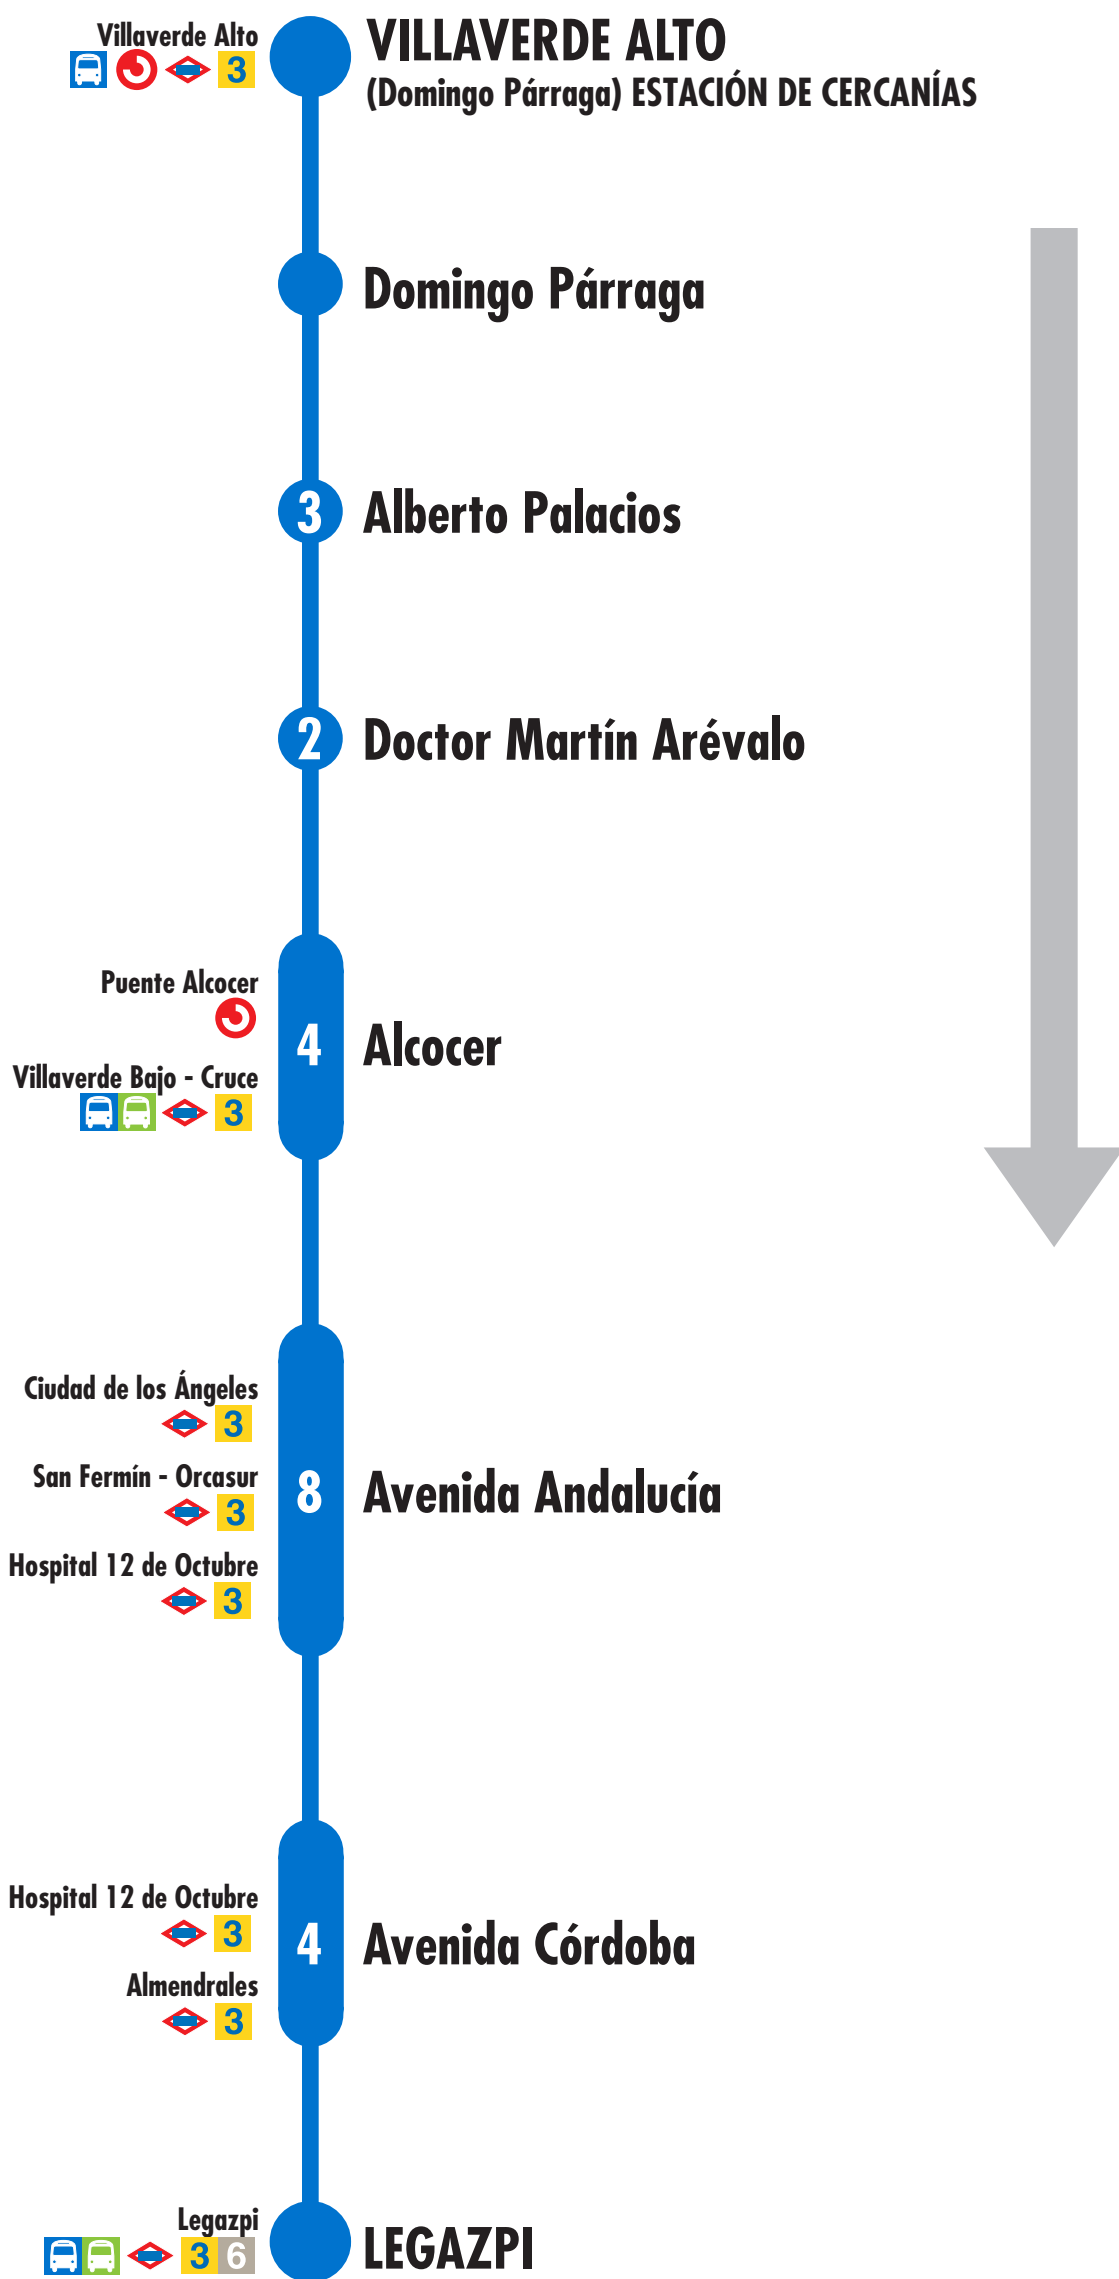 Villaverde Alto
3
VILLAVERDE ALTO
(Domingo Párraga) ESTACIÓN DE CERCANÍAS
Domingo Párraga
3
Alberto Palacios
2
Doctor Martín Arévalo
Puente Alcocer
Villaverde Bajo - Cruce
3
4
Alcocer
Ciudad de los Ángeles
3
San Fermín - Orcasur
3
Hospital 12 de Octubre
3
8
Avenida Andalucía
Hospital 12 de Octubre
3
Almendrales
3
4
Avenida Córdoba
Legazpi
3 6
LEGAZPI